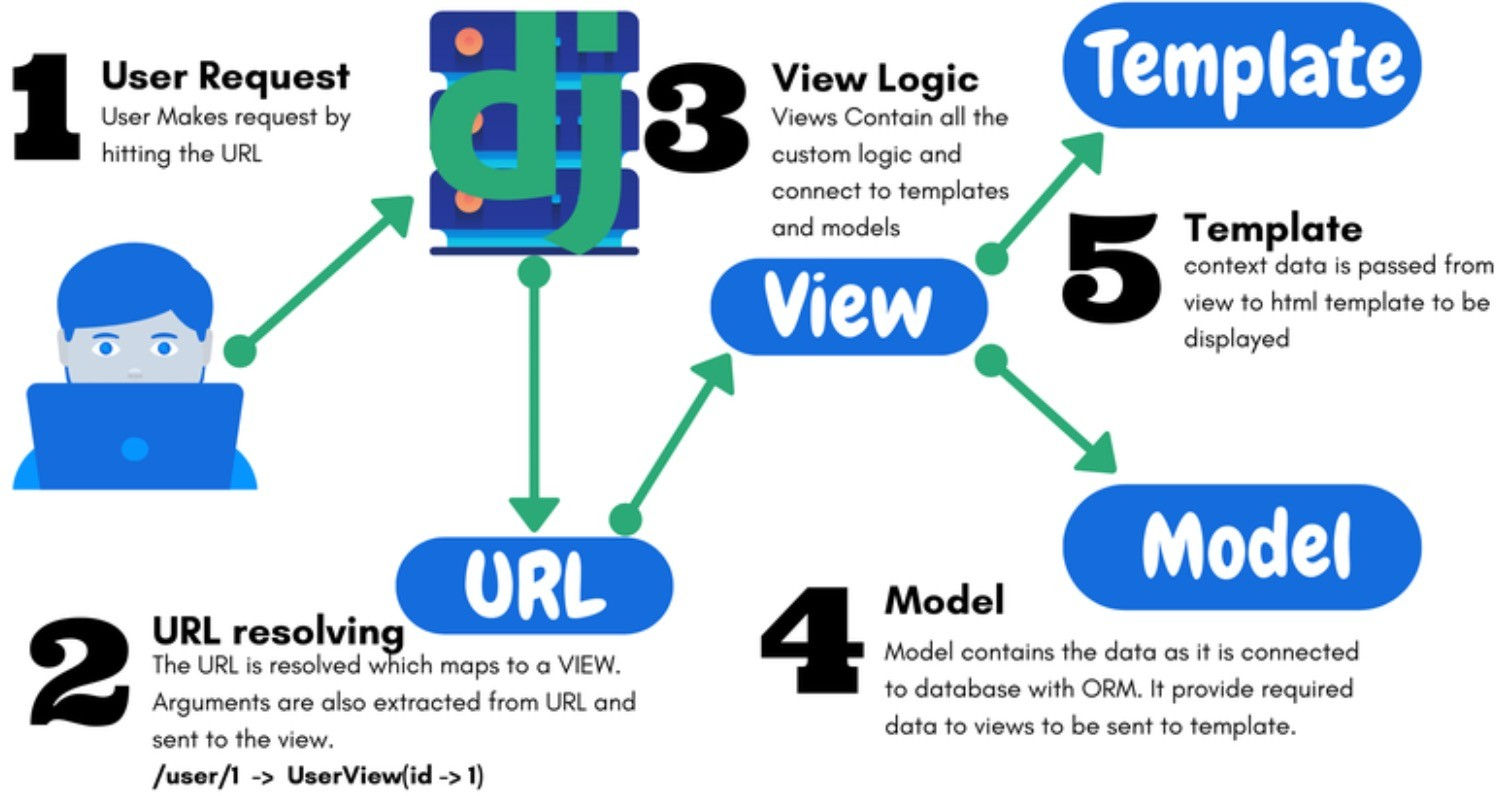 1
User Request
User Makes request by
hitting the URL
dj
3
View Logic
Views Contain all the
custom logic and
connect to templates
and models
Template
View
5
Template
context data is passed from
view to html template to be
displayed
URL
2
URL resolving
The URL is resolved which maps to a VIEW.
Arguments are also extracted from URL and
sent to the view.
/user/1 -> UserView(id -> 1)
Model
4
Model
Model contains the data as it is connected
to database with ORM. It provide required
data to views to be sent to template.